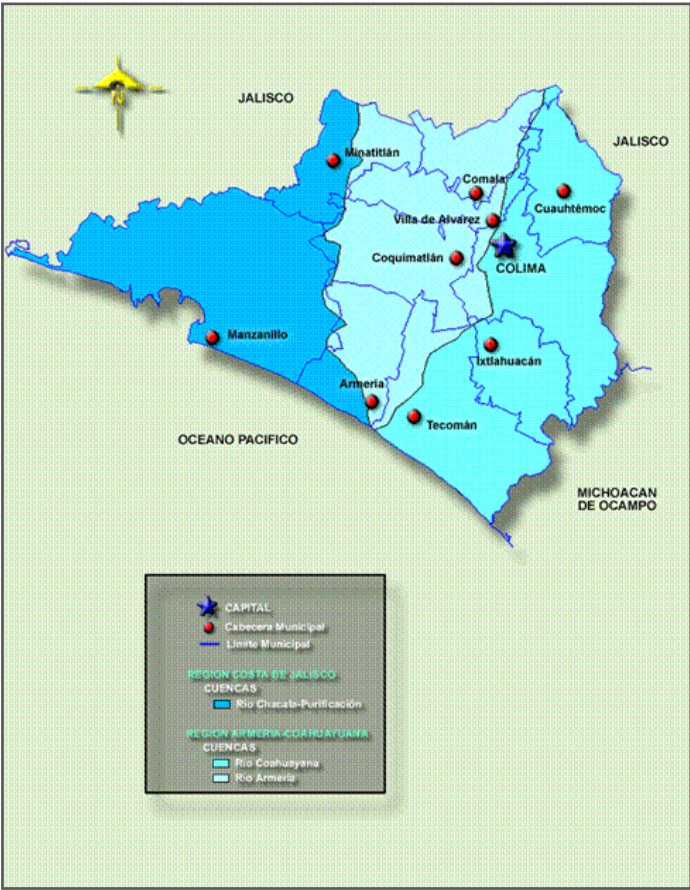 N
JALISCO
JALISCO
Minatitlán
Comala
Cuauhtémoc
Villa de Alvarez
Coquimatlán
COLIMA
Manzanillo
Ixtlahuacán
Armería
Tecomán
OCEANO PACIFICO
MICHOACAN
DE OCAMPO
CAPITAL
Cabecera Municipal
Límite Municipal
REGION COSTA DE JALISCO
CUENCAS
Río Chacala-Purificación
REGION ARMERIA-COAHUAYUANA
CUENCAS
Río Coahuayana
Río Armería